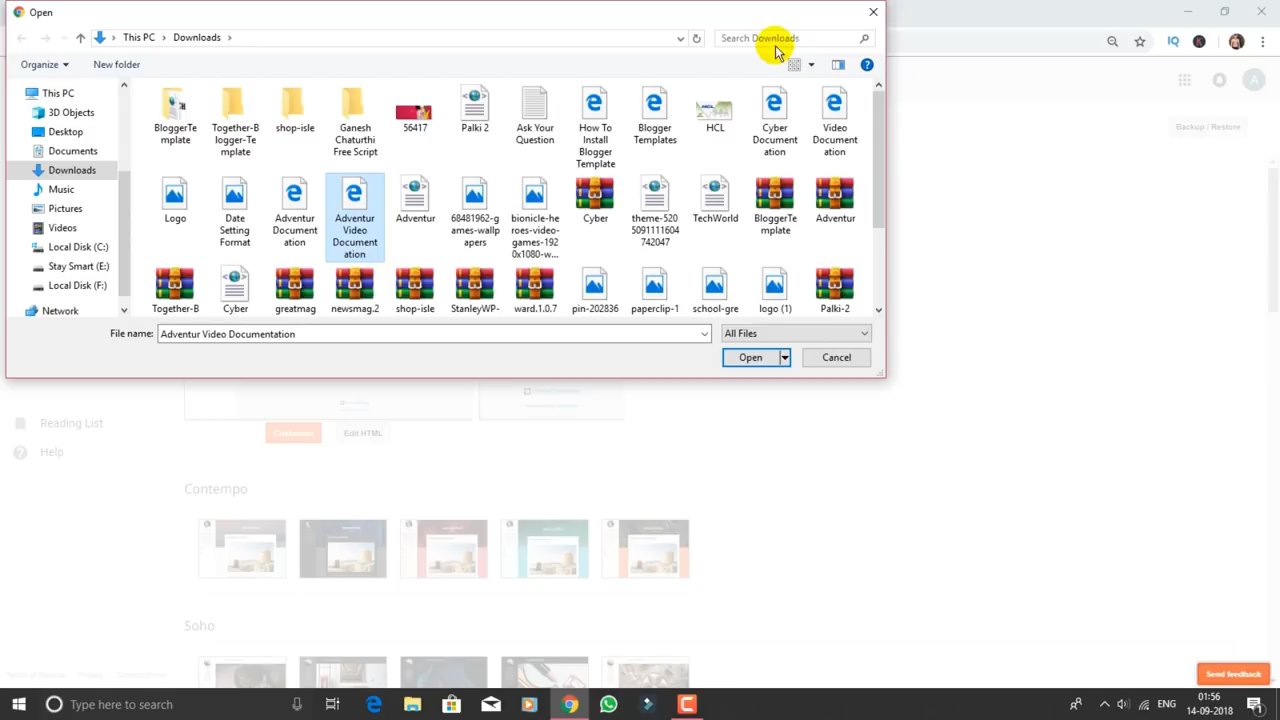 Open
This PC
Downloads
Search Downloads
Organize
New folder
Backup / Restore
This PC
3D Objects
Desktop
Documents
Downloads
Music
Pictures
Videos
Local Disk (C:)
Stay Smart (E:)
Local Disk (F:)
Network
BloggerTe
mplate
Together-B
logger-Te
mplate
shop-isle
Ganesh
Chaturthi
Free Script
56417
Palki 2
Ask Your
Question
How To
Install
Blogger
Template
Blogger
Templates
HCL
Cyber
Document
ation
Video
Document
ation
Logo
Date
Setting
Format
Adventur
Document
ation
Adventur
Video
Document
ation
Adventur
68481962-g
ames-wallp
apers
bionicle-he
roes-video-
games-192
0x1080-w...
Cyber
theme-520
5091111604
742047
TechWorld
BloggerTe
mplate
Adventur
Together-B
Cyber
greatmag
newsmag.2
shop-isle
StanleyWP-
ward.1.0.7
pin-202836
paperclip-1
school-gre
logo (1)
Palki-2
File name:
Adventur Video Documentation
All Files
Open
Cancel
Reading List
Help
Customize
Edit HTML
Contempo
Soho
Send feedback
Type here to search
ENG
01:56
14-09-2018